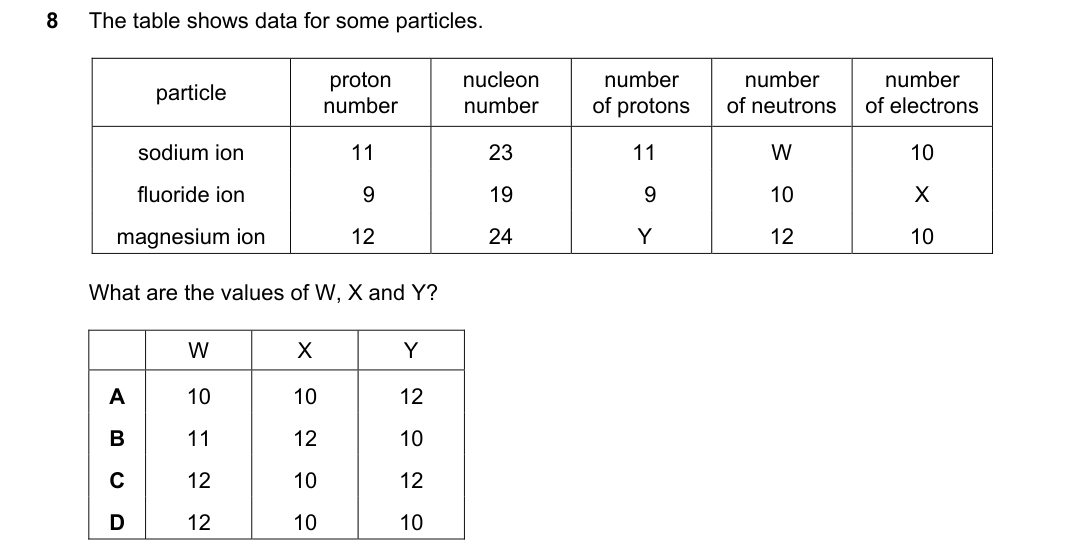 8 The table shows data for some particles.
particle proton number nucleon number number of protons number of neutrons number of electrons
sodium ion 11 23 11 W 10
fluoride ion 9 19 9 10 X
magnesium ion 12 24 Y 12 10
What are the values of W, X and Y?
W X Y
A 10 10 12
B 11 12 10
C 12 10 12
D 12 10 10